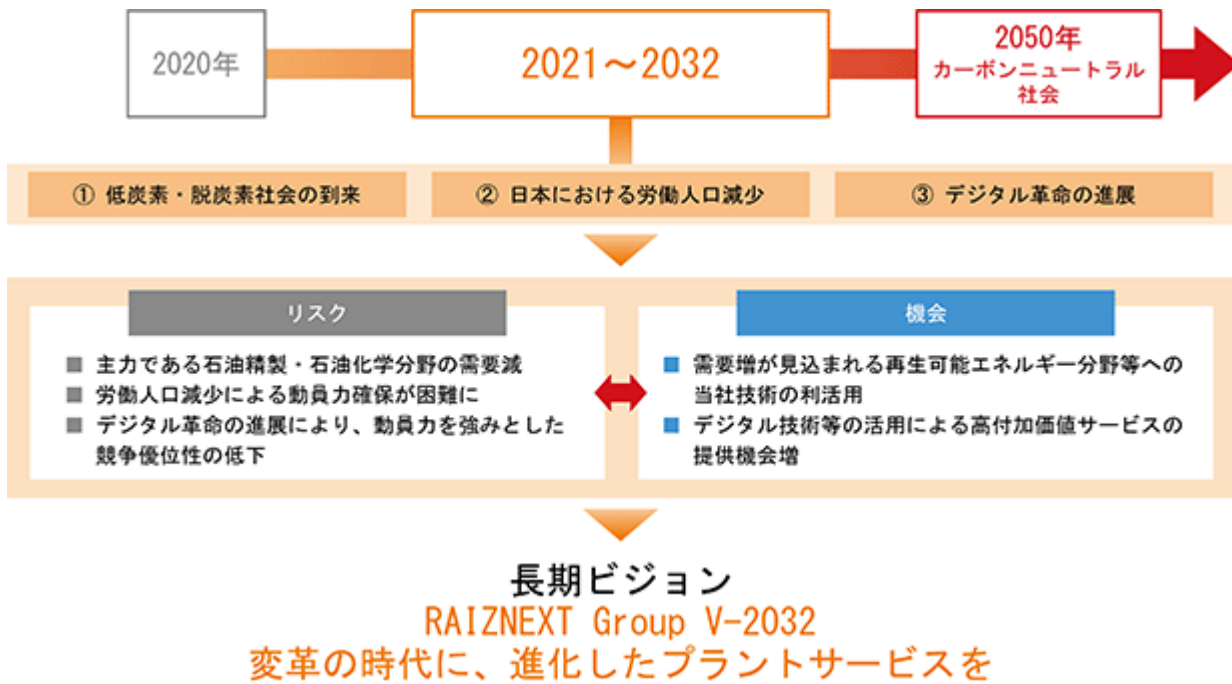 2020年
2021～2032
2050年
カーボンニュートラル
社会
① 低炭素・脱炭素社会の到来
② 日本における労働人口減少
③ デジタル革命の進展
リスク
■ 主力である石油精製・石油化学分野の需要減
■ 労働人口減少による動員力確保が困難に
■ デジタル革命の進展により、動員力を強みとした
競争優位性の低下
機会
■ 需要増が見込まれる再生可能エネルギー分野等への
当社技術の利活用
■ デジタル技術等の活用による高付加価値サービスの
提供機会増
長期ビジョン
RAIZNEXT Group V-2032
変革の時代に、進化したプラントサービスを